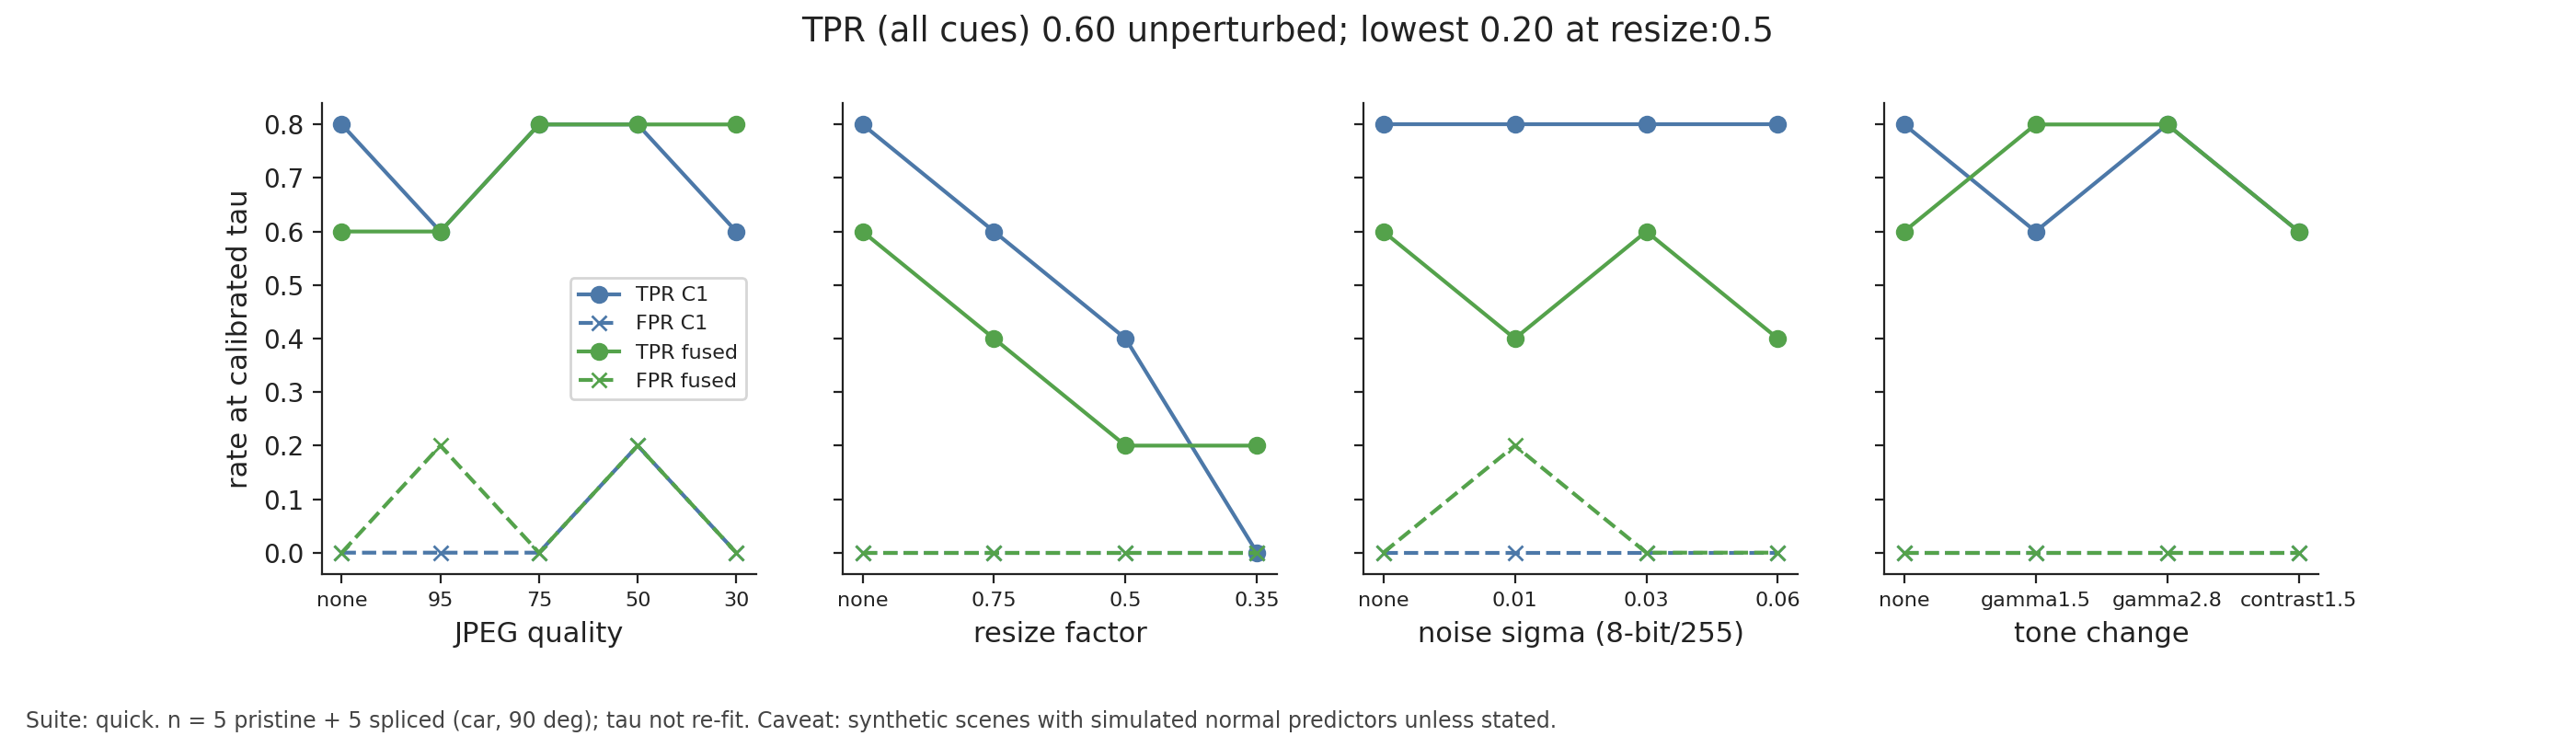 TPR (all cues) 0.60 unperturbed; lowest 0.20 at resize:0.5
rate at calibrated tau
0.8
0.7
0.6
0.5
0.4
0.3
0.2
0.1
0.0
TPR C1
FPR C1
TPR fused
FPR fused
none 95 75 50 30
JPEG quality
none 0.75 0.5 0.35
resize factor
none 0.01 0.03 0.06
noise sigma (8-bit/255)
none gamma1.5 gamma2.8 contrast1.5
tone change
Suite: quick. n = 5 pristine + 5 spliced (car, 90 deg); tau not re-fit. Caveat: synthetic scenes with simulated normal predictors unless stated.